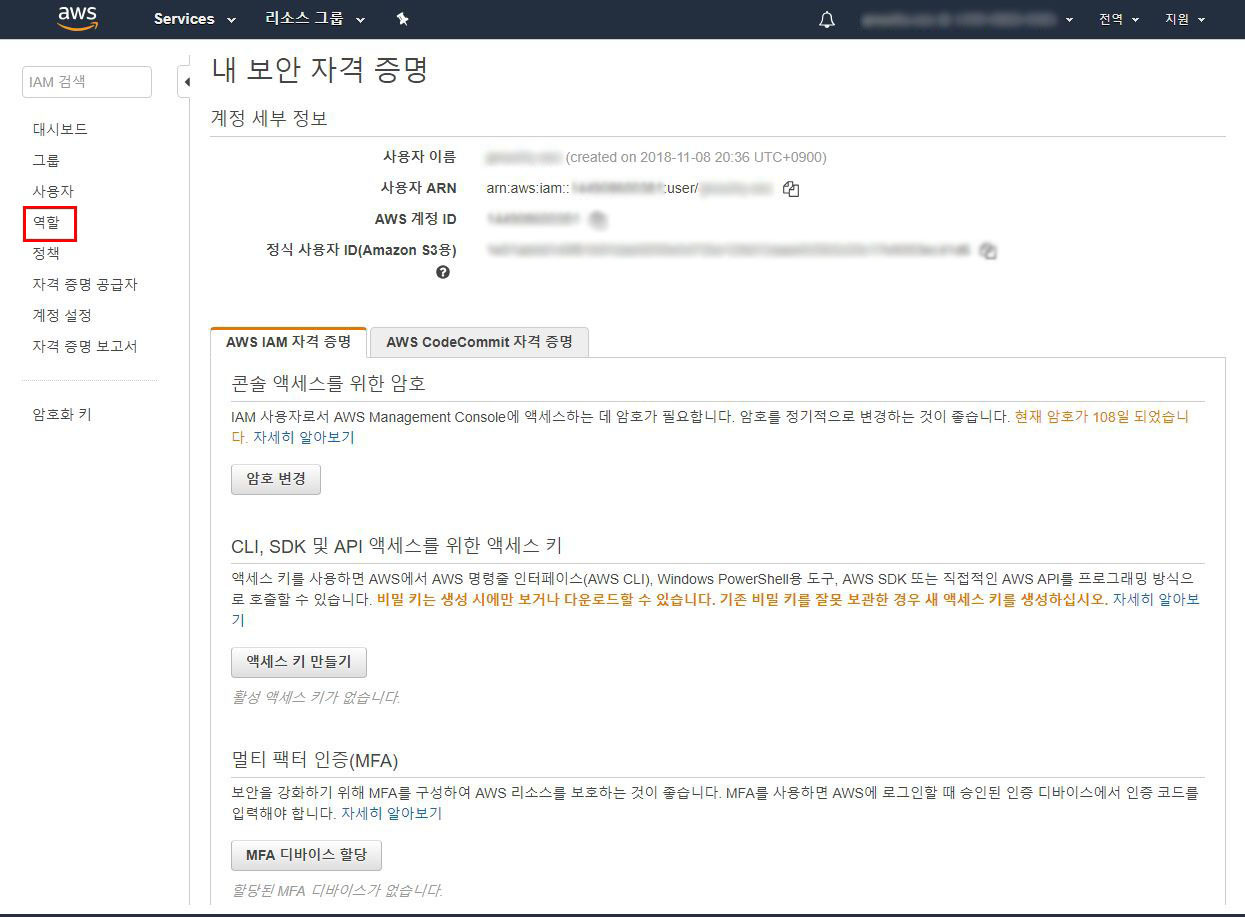 aws Services 리소스 그룹 전역 지원
IAM 검색
대시보드
그룹
사용자
역할
정책
자격 증명 공급자
계정 설정
자격 증명 보고서
암호화 키
내 보안 자격 증명
계정 세부 정보
사용자 이름 (created on 2018-11-08 20:36 UTC+0900)
사용자 ARN arn:aws:iam:: :user/
AWS 계정 ID
정식 사용자 ID(Amazon S3용)
AWS IAM 자격 증명 AWS CodeCommit 자격 증명
콘솔 액세스를 위한 암호
IAM 사용자로서 AWS Management Console에 액세스하는 데 암호가 필요합니다. 암호를 정기적으로 변경하는 것이 좋습니다. 현재 암호가 108일 되었습니
다. 자세히 알아보기
암호 변경
CLI, SDK 및 API 액세스를 위한 액세스 키
액세스 키를 사용하면 AWS에서 AWS 명령줄 인터페이스(AWS CLI), Windows PowerShell용 도구, AWS SDK 또는 직접적인 AWS API를 프로그래밍 방식으
로 호출할 수 있습니다. 비밀 키는 생성 시에만 보거나 다운로드할 수 있습니다. 기존 비밀 키를 잘못 보관한 경우 새 액세스 키를 생성하십시오. 자세히 알아보
기
액세스 키 만들기
활성 액세스 키가 없습니다.
멀티 팩터 인증(MFA)
보안을 강화하기 위해 MFA를 구성하여 AWS 리소스를 보호하는 것이 좋습니다. MFA를 사용하면 AWS에 로그인할 때 승인된 인증 디바이스에서 인증 코드를
입력해야 합니다. 자세히 알아보기
MFA 디바이스 할당
할당된 MFA 디바이스가 없습니다.